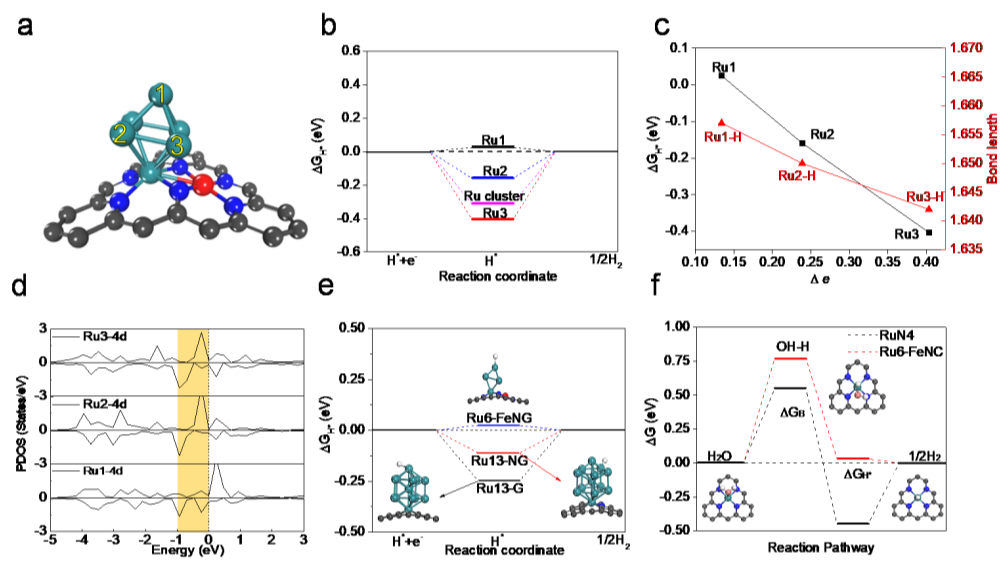 a
1
2
3
b
0.6
0.4
0.2
0.0
-0.2
-0.4
-0.6
ΔG_H* (eV)
Ru1
Ru2
Ru cluster
Ru3
H*+e-
H*
1/2H2
Reaction coordinate
c
0.1
0.0
-0.1
-0.2
-0.3
-0.4
ΔG_H* (eV)
Ru1
Ru2
Ru3
Ru1-H
Ru2-H
Ru3-H
1.670
1.665
1.660
1.655
1.650
1.645
1.640
1.635
Bond length
0.10 0.15 0.20 0.25 0.30 0.35 0.40
Δ e
d
3
Ru3-4d
0
3
Ru2-4d
0
-3
Ru1-4d
0
3
PDOS (States/eV)
-5 -4 -3 -2 -1 0 1 2 3
Energy (eV)
e
0.50
0.25
0.00
-0.25
-0.50
ΔG_H* (eV)
Ru6-FeNG
Ru13-NG
Ru13-G
H*+e-
H*
1/2H2
Reaction coordinate
f
1.00
0.75
0.50
0.25
0.00
-0.25
-0.50
ΔG (eV)
RuN4
Ru6-FeNC
OH-H
ΔG_B
H2O
ΔG_H*
1/2H2
Reaction Pathway